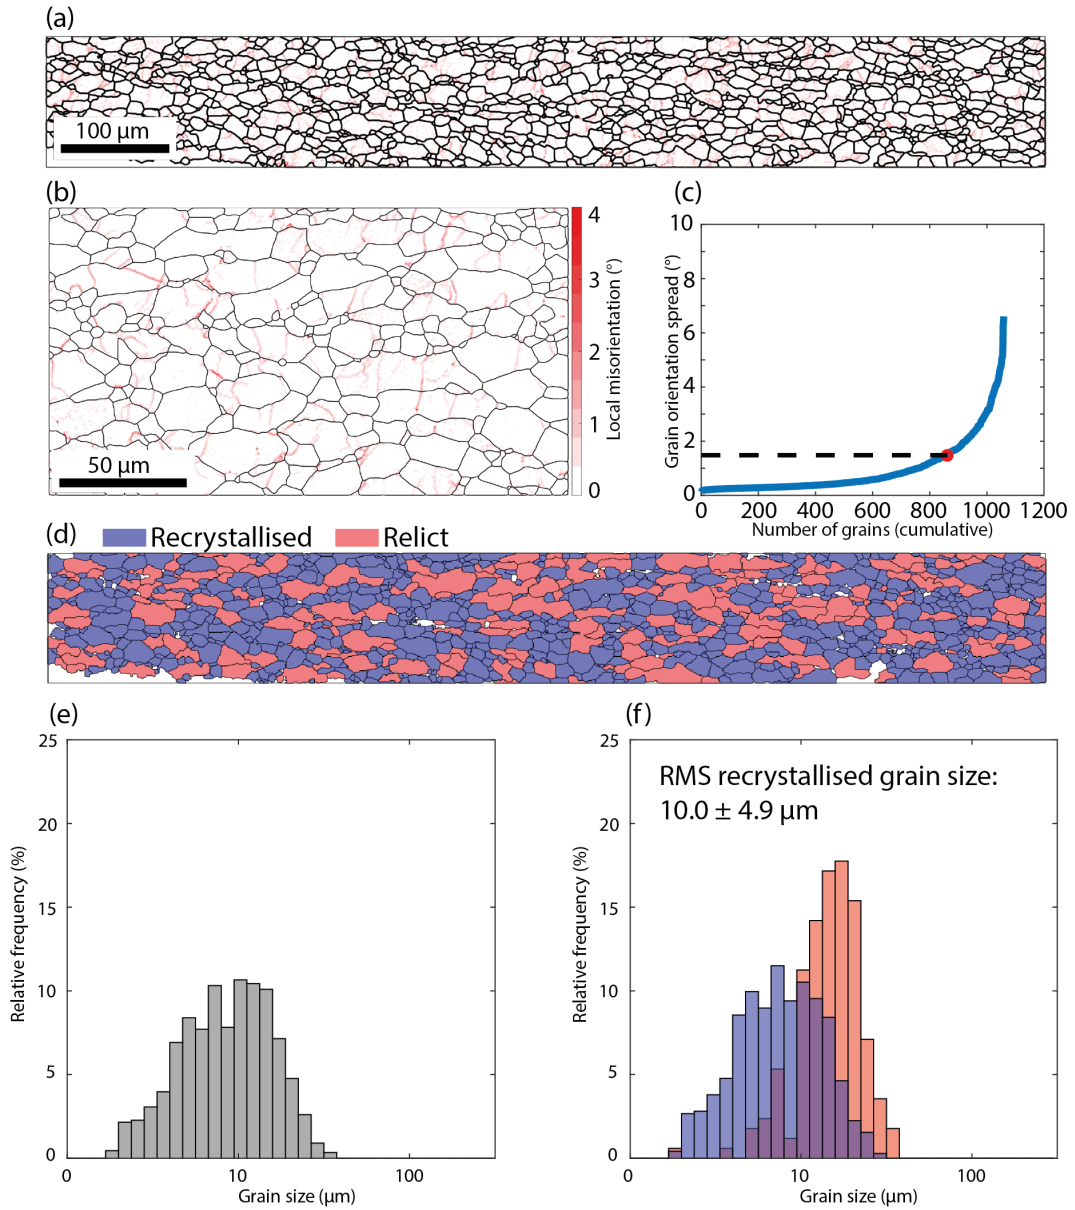 (a)
100 µm
(b)
50 µm
4
3
2
1
0
Local misorientation (°)
(c)
10
8
6
4
2
0
Grain orientation spread (°)
0 200 400 600 800 1000 1200
Number of grains (cumulative)
(d) Recrystallised Relict
(e)
25
20
15
10
5
0
Relative frequency (%)
0 10 100
Grain size (µm)
(f)
RMS recrystallised grain size:
10.0 ± 4.9 µm
25
20
15
10
5
0
Relative frequency (%)
0 10 100
Grain size (µm)